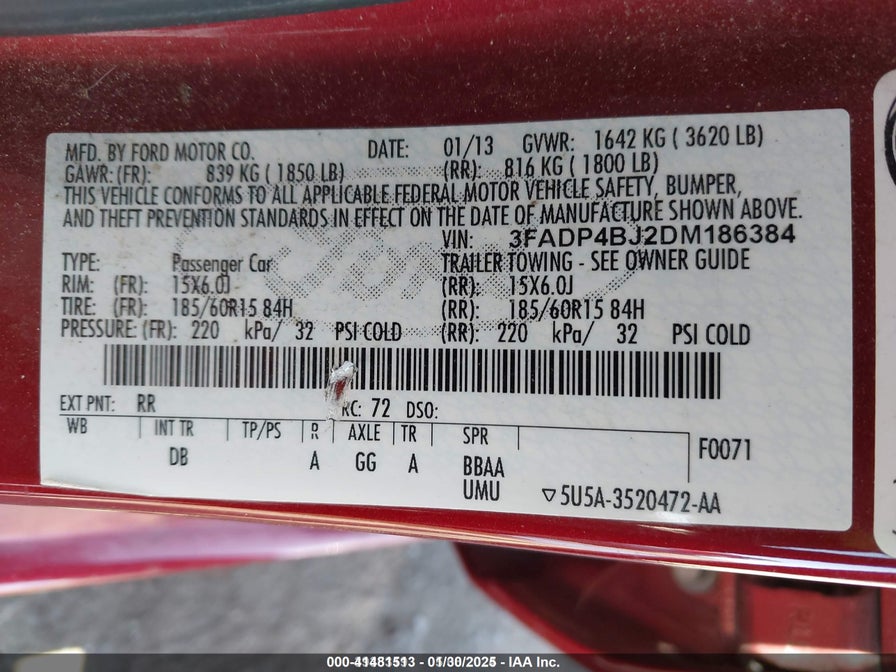 MFD. BY FORD MOTOR CO. DATE: 01/13 GVWR: 1642 KG ( 3620 LB)
GAWR: (FR): 839 KG ( 1850 LB) (RR): 816 KG ( 1800 LB)
THIS VEHICLE CONFORMS TO ALL APPLICABLE FEDERAL MOTOR VEHICLE SAFETY, BUMPER,
AND THEFT PREVENTION STANDARDS IN EFFECT ON THE DATE OF MANUFACTURE SHOWN ABOVE.
VIN: 3FADP4BJ2DM186384
TYPE: Passenger Car TRAILER TOWING - SEE OWNER GUIDE
RIM: (FR): 15X6.0J (RR): 15X6.0J
TIRE: (FR): 185/60R15 84H (RR): 185/60R15 84H
PRESSURE: (FR): 220 kPa/ 32 PSI COLD (RR): 220 kPa/ 32 PSI COLD
EXT PNT: RR RC: 72 DSO:
WB INT TR TP/PS R AXLE TR SPR
DB A GG A BBAA F0071
UMU ▽5U5A-3520472-AA
000-41481513 - 01/30/2025 - IAA Inc.